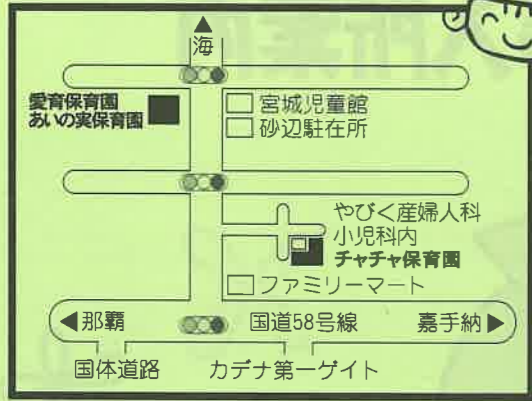 ▲
海
愛育保育園
あいの実保育園
宮城児童館
砂辺駐在所
やびく産婦人科
小児科内
チャチャ保育園
ファミリーマート
◀那覇
国道58号線
嘉手納▶
国体道路
カデナ第一ゲイト